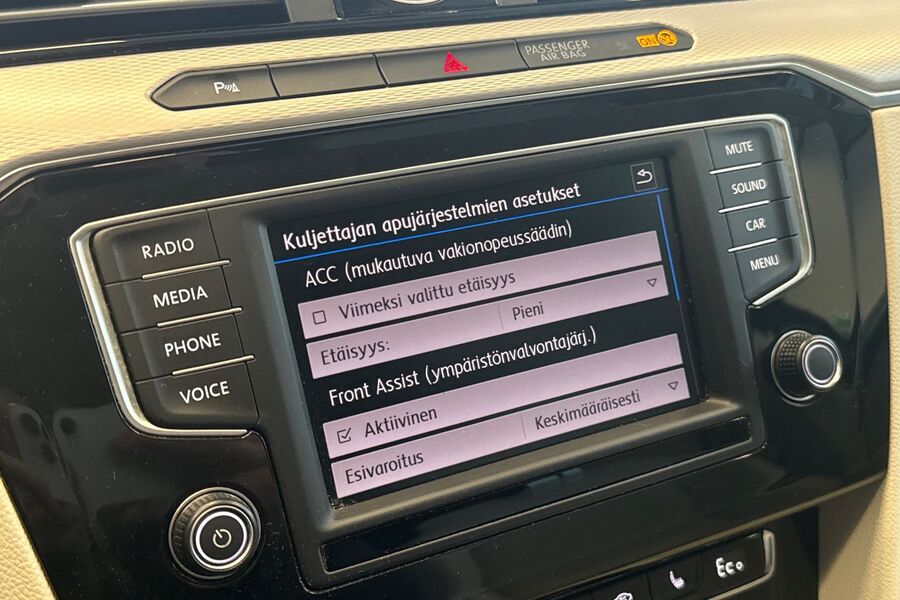 P
PASSENGER
AIR BAG
ON
RADIO
MEDIA
PHONE
VOICE
Kuljettajan apujärjestelmien asetukset
ACC (mukautuva vakionopeussäädin)
Viimeksi valittu etäisyys
Etäisyys: Pieni
Front Assist (ympäristönvalvontajärj.)
Aktiivinen
Esivaroitus Keskimääräisesti
MUTE
SOUND
CAR
MENU
Eco